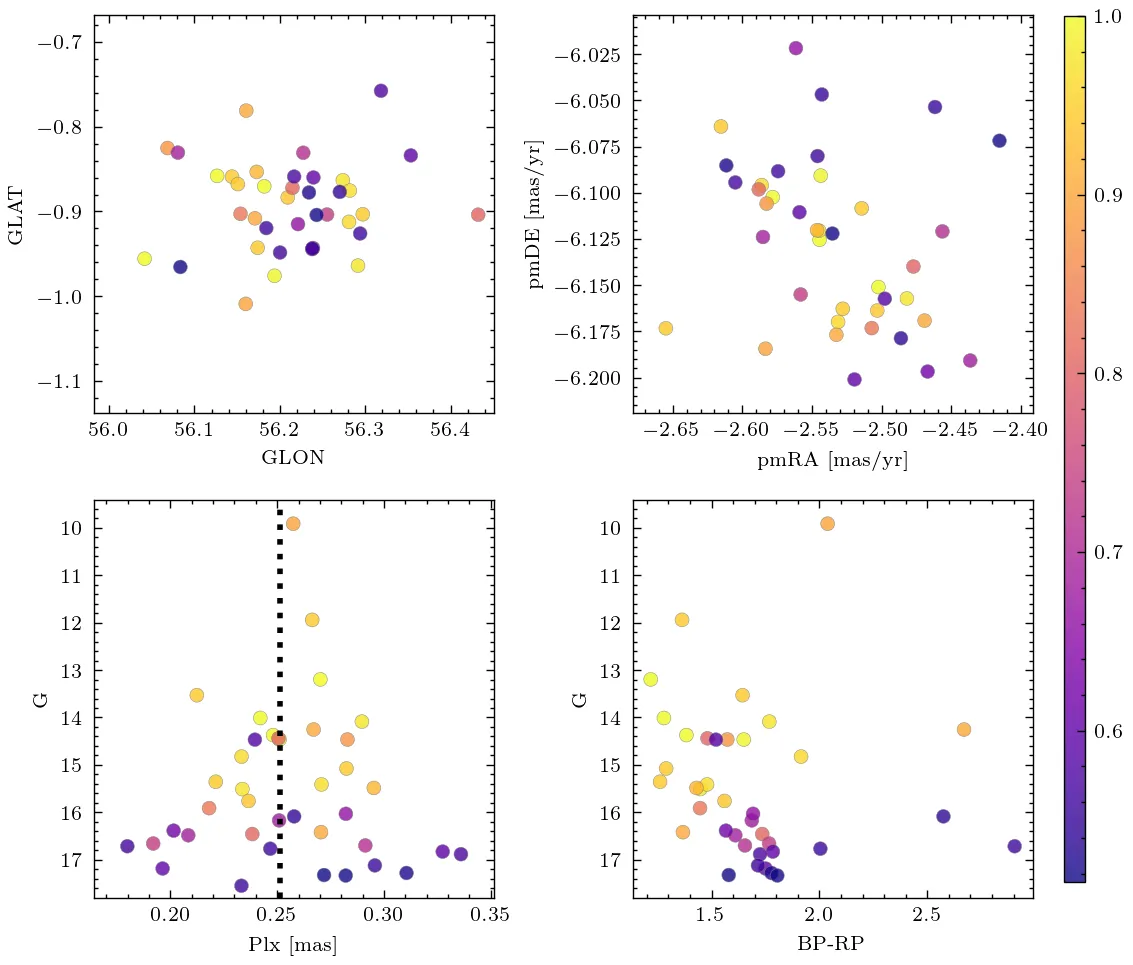 −0.7
−0.8
−0.9
−1.0
−1.1
GLAT
56.0 56.1 56.2 56.3 56.4
GLON
−6.025
−6.050
−6.075
−6.100
−6.125
−6.150
−6.175
−6.200
pmDE [mas/yr]
−2.65 −2.60 −2.55 −2.50 −2.45 −2.40
pmRA [mas/yr]
10
11
12
13
14
15
16
17
G
0.20 0.25 0.30 0.35
Plx [mas]
10
11
12
13
14
15
16
17
G
1.5 2.0 2.5
BP-RP
1.0
0.9
0.8
0.7
0.6